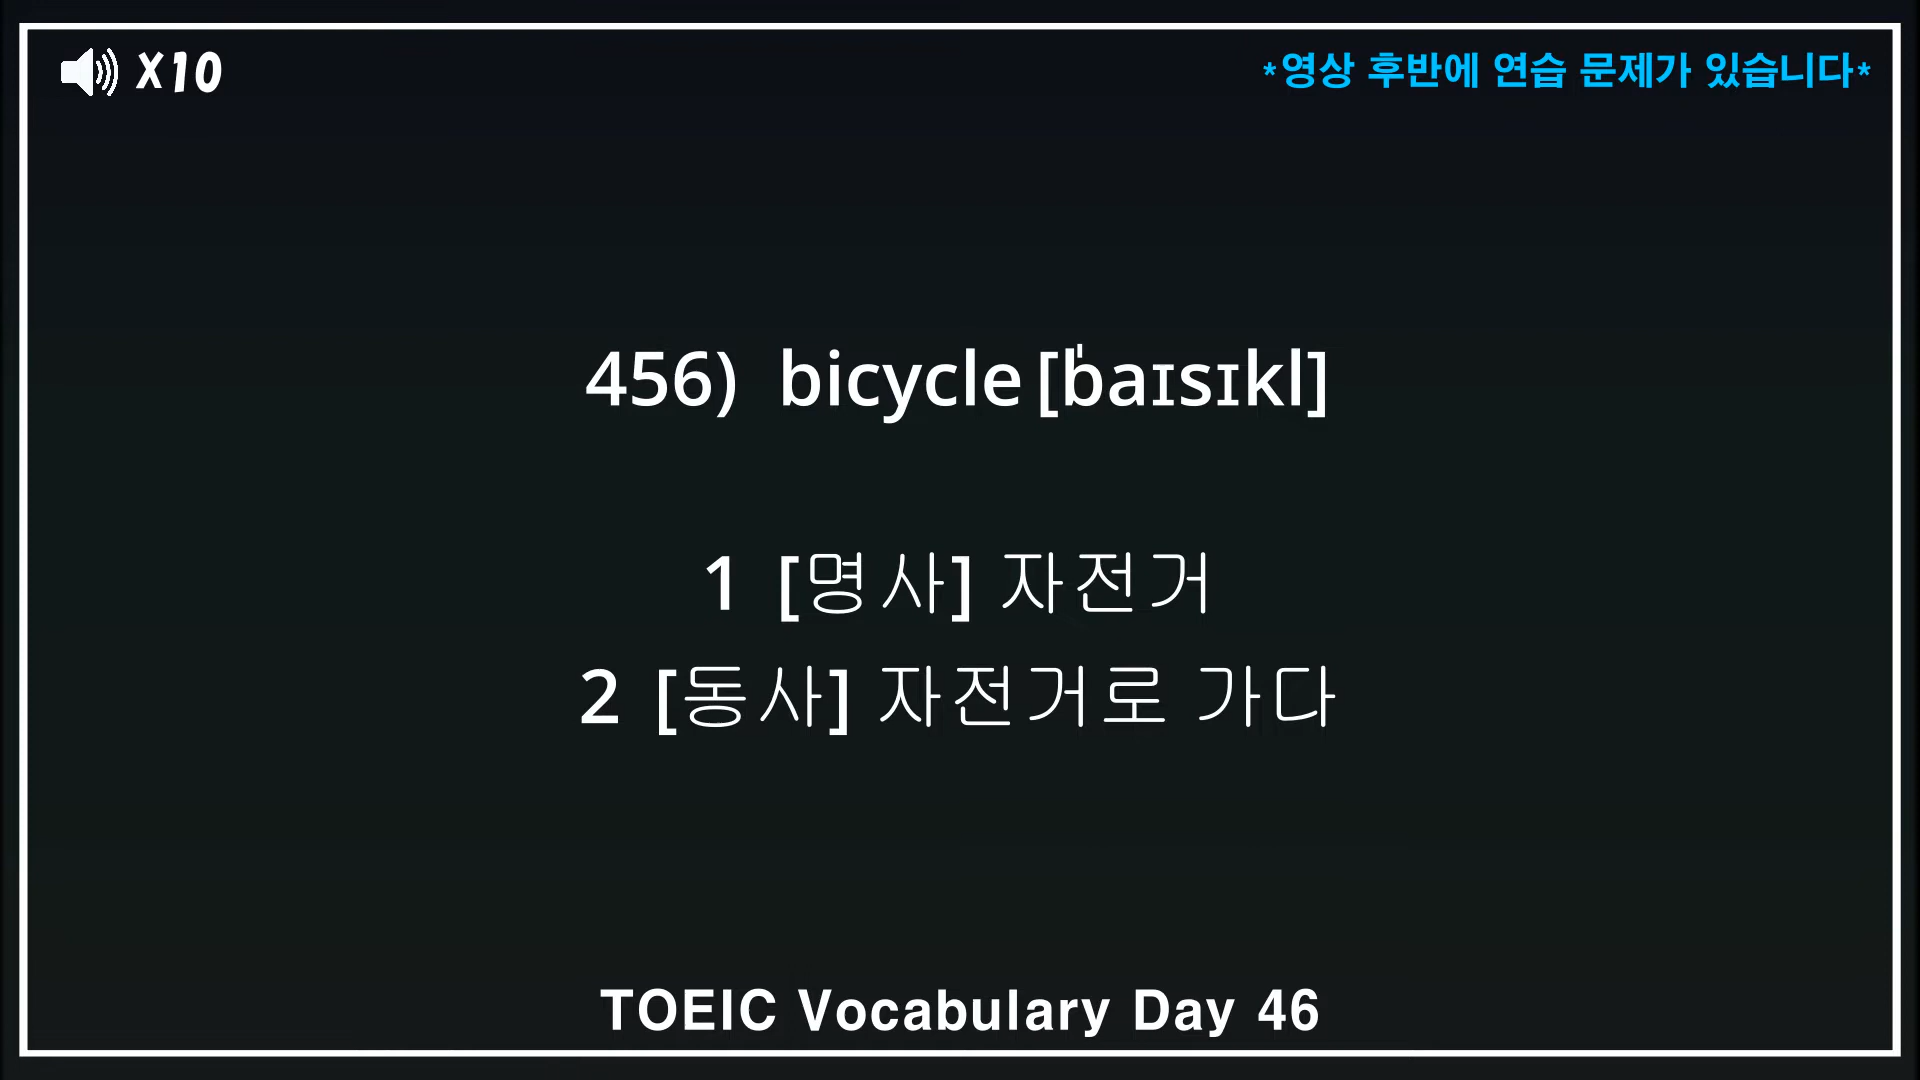 X10
*영상 후반에 연습 문제가 있습니다*
456) bicycle [ˈbaɪsɪkl]
1 [명사] 자전거
2 [동사] 자전거로 가다
TOEIC Vocabulary Day 46